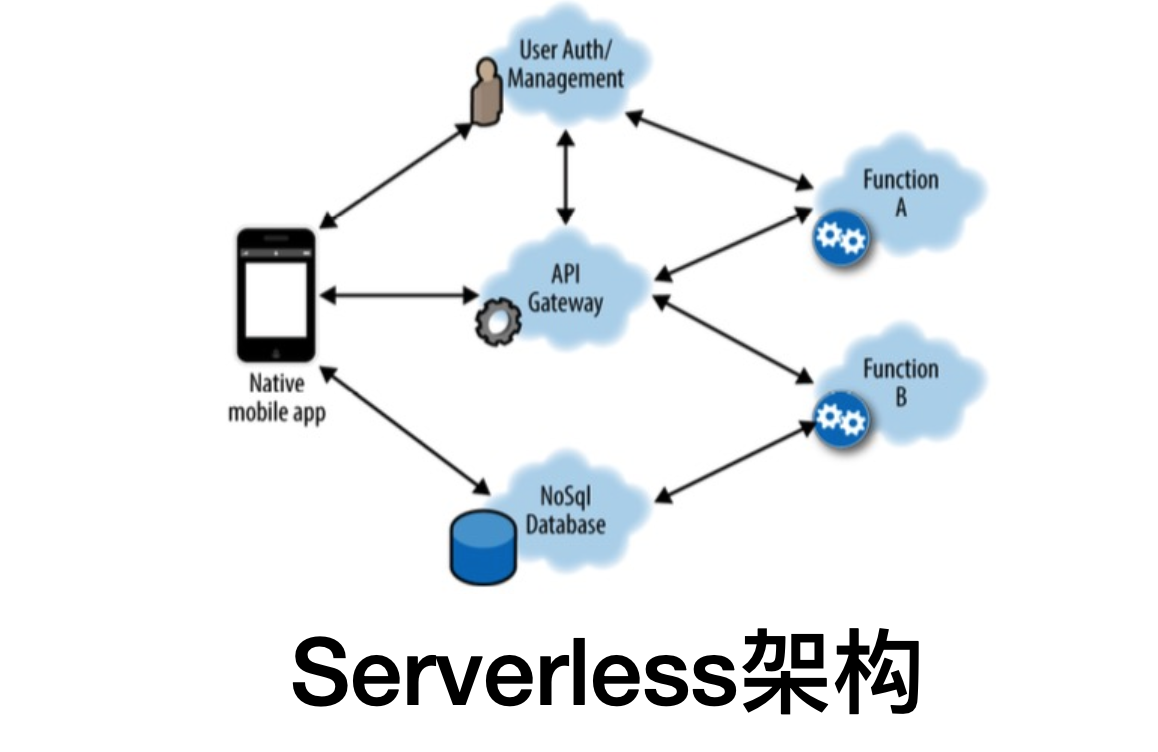 User Auth/
Management
Function
A
API
Gateway
Native
mobile app
Function
B
NoSql
Database
Serverless架构